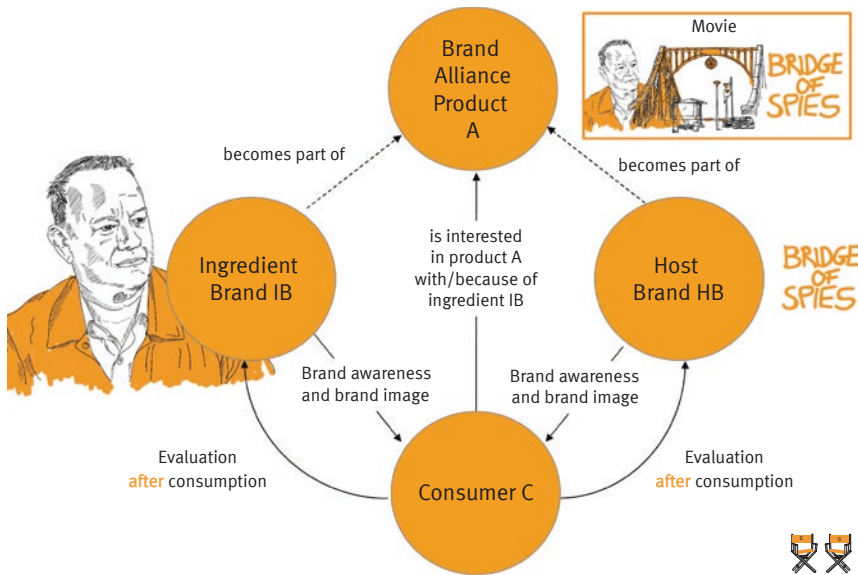 Movie
BRIDGE
OF
SPIES
Brand
Alliance
Product
A
becomes part of
becomes part of
is interested
in product A
with/because of
ingredient IB
Ingredient
Brand IB
Host
Brand HB
BRIDGE
OF
SPIES
Brand awareness
and brand image
Brand awareness
and brand image
Evaluation
after consumption
Evaluation
after consumption
Consumer C